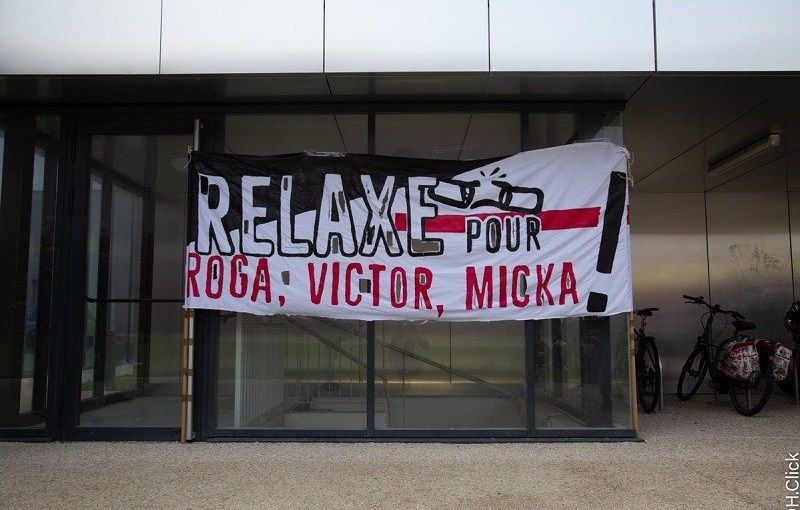 RELAXE POUR
ROGA, VICTOR, MICKA !
H.Click